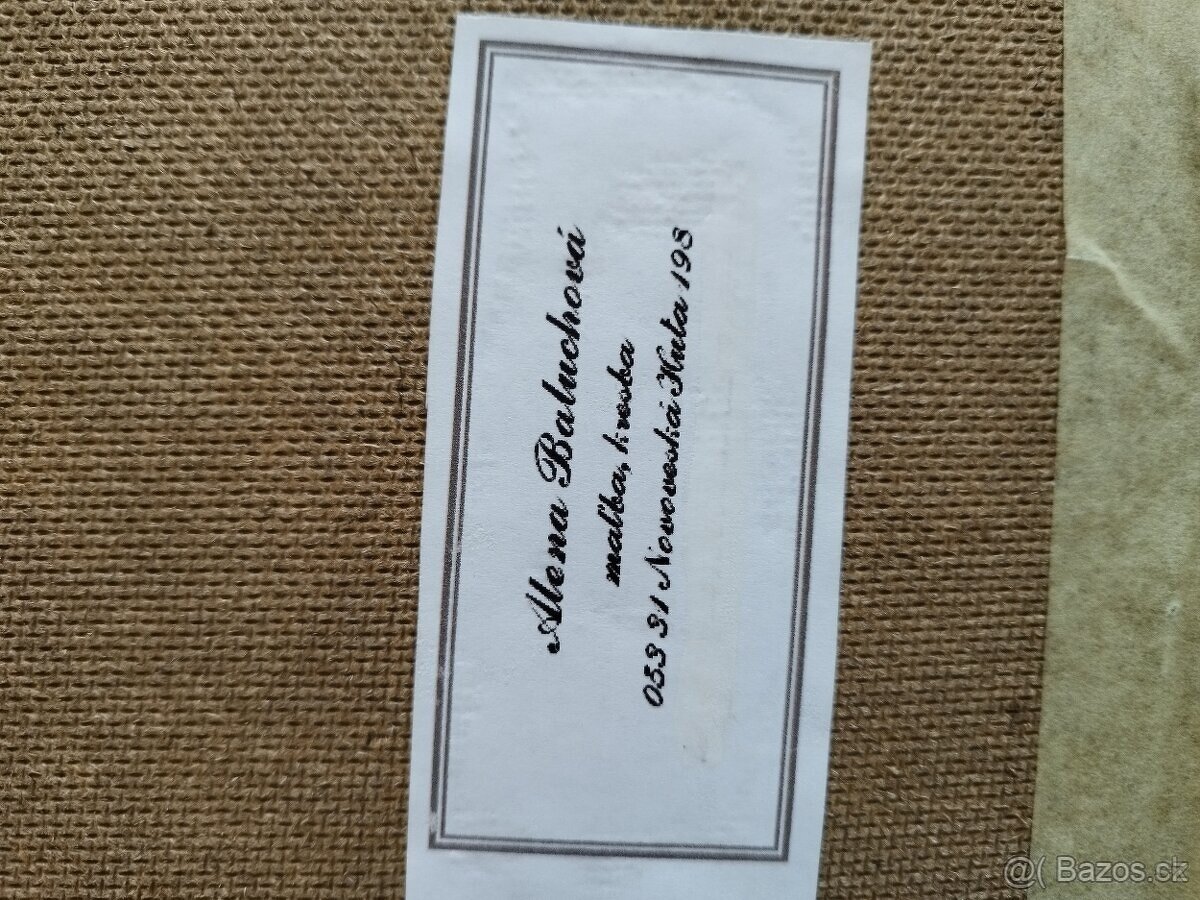 Alena Baluchová
maľba, kresba
053 31 Novoveská Huta 198
@( Bazos.sk